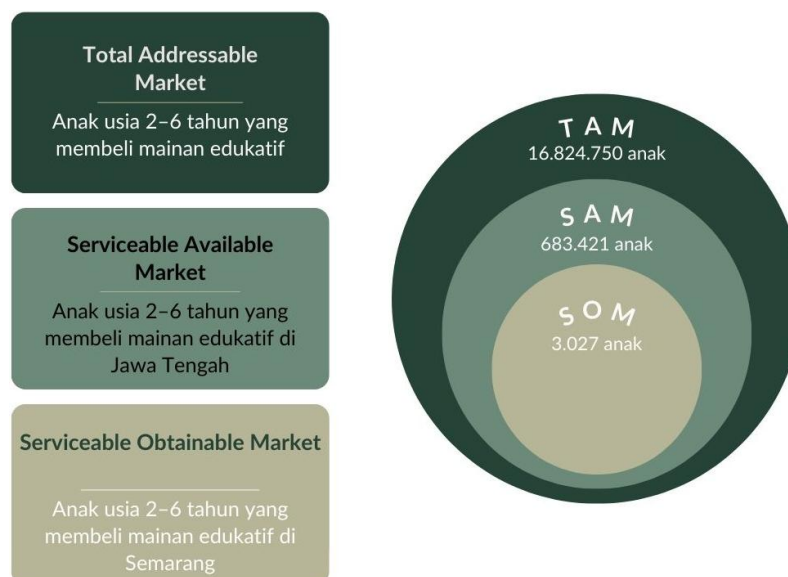 Total Addressable
Market
Anak usia 2–6 tahun yang
membeli mainan edukatif
Serviceable Available
Market
Anak usia 2–6 tahun yang
membeli mainan edukatif di
Jawa Tengah
Serviceable Obtainable Market
Anak usia 2–6 tahun yang
membeli mainan edukatif di
Semarang
TAM
16.824.750 anak
SAM
683.421 anak
SOM
3.027 anak